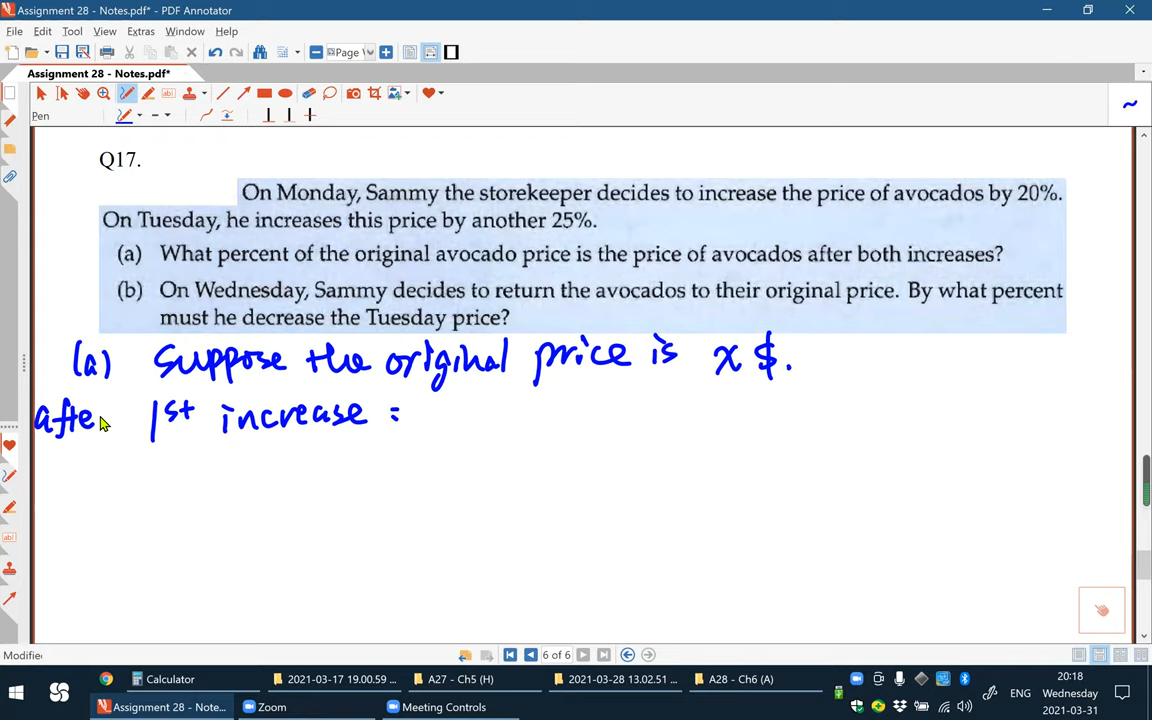 Assignment 28 - Notes.pdf* - PDF Annotator
File Edit Tool View Extras Window Help
Page
Assignment 28 - Notes.pdf*
Pen
Q17.
On Monday, Sammy the storekeeper decides to increase the price of avocados by 20%.
On Tuesday, he increases this price by another 25%.
(a) What percent of the original avocado price is the price of avocados after both increases?
(b) On Wednesday, Sammy decides to return the avocados to their original price. By what percent
must he decrease the Tuesday price?
(a) Suppose the original price is x $.
afte 1st increase =
Modifie 6 of 6
Calculator 2021-03-17 19.00.59 ... A27 - Ch5 (H) 2021-03-28 13.02.51 ... A28 - Ch6 (A) 20:18
ENG Wednesday
Assignment 28 - Note... Zoom Meeting Controls 2021-03-31